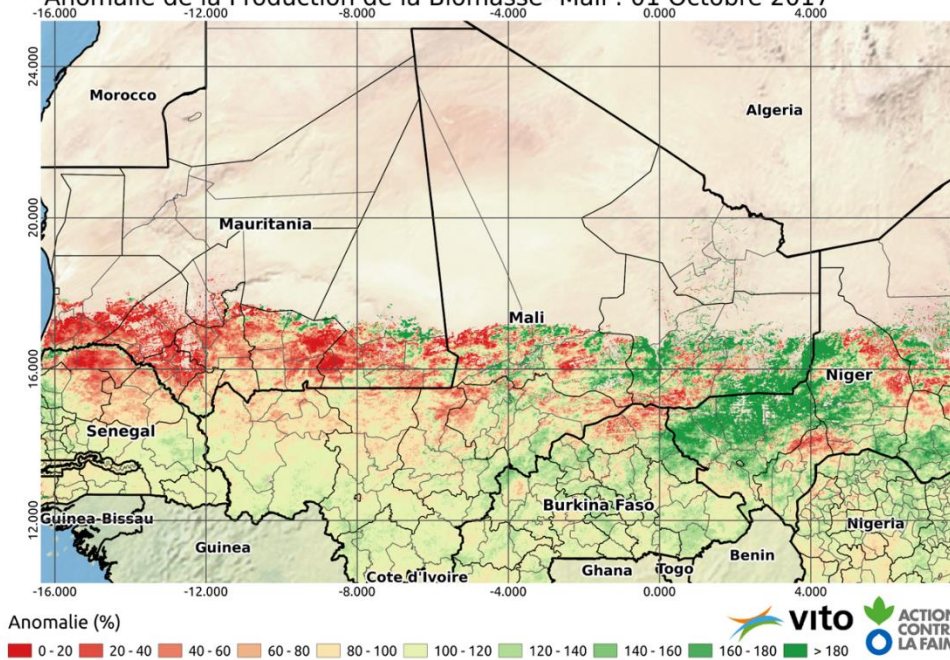 Anomalie de la Production de la Biomasse- Mali : 01 Octobre 2017
-16.000 -12.000 -8.000 -4.000 0.000 4.000
24.000
Morocco
Algeria
20.000
Mauritania
Mali
16.000
Niger
Senegal
12.000
Guinea-Bissau
Burkina Faso
Nigeria
Guinea
Benin
Cote d'Ivoire
Ghana
Togo
-16.000 -12.000 -8.000 -4.000 0.000 4.000
Anomalie (%)
0 - 20 20 - 40 40 - 60 60 - 80 80 - 100 100 - 120 120 - 140 140 - 160 160 - 180 > 180
vito
ACTION
CONTRE
LA FAIM